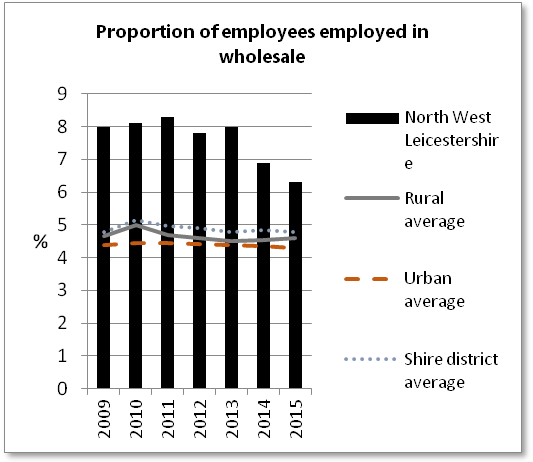 Proportion of employees employed in
wholesale
9
8
7
6
5
4
3
2
1
0
%
2009
2010
2011
2012
2013
2014
2015
North West
Leicestershir
e
Rural
average
Urban
average
Shire district
average